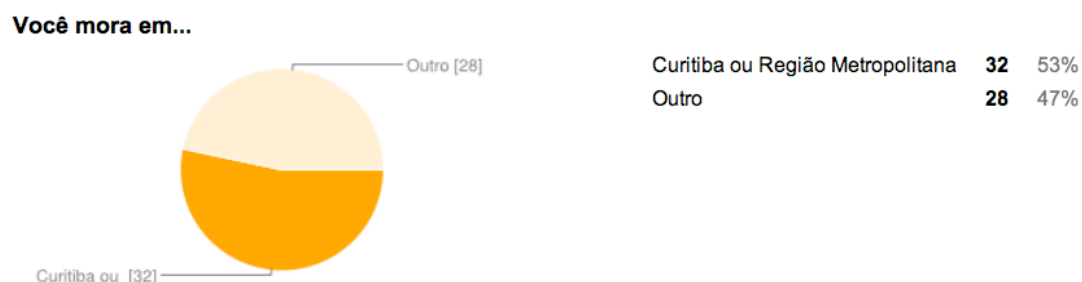 Você mora em...
Outro [28]
Curitiba ou [32]
Curitiba ou Região Metropolitana 32 53%
Outro 28 47%